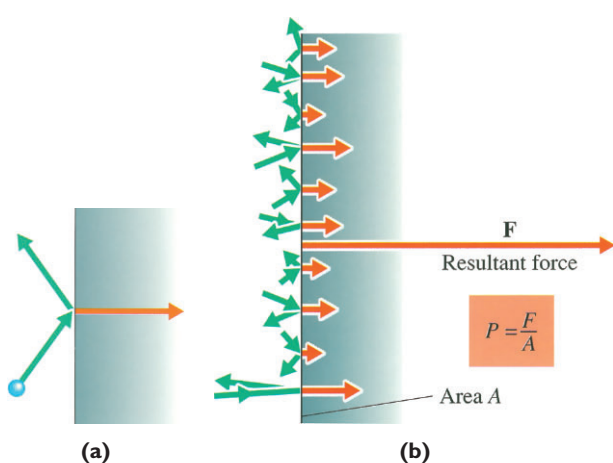 F
Resultant force
P = F/A
Area A
(a)
(b)